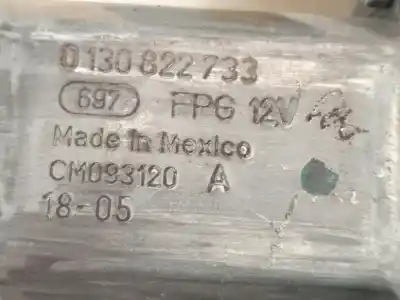 0 130 822 733
697 FPG 12V
Made in Mexico
CM093120 A
18-05